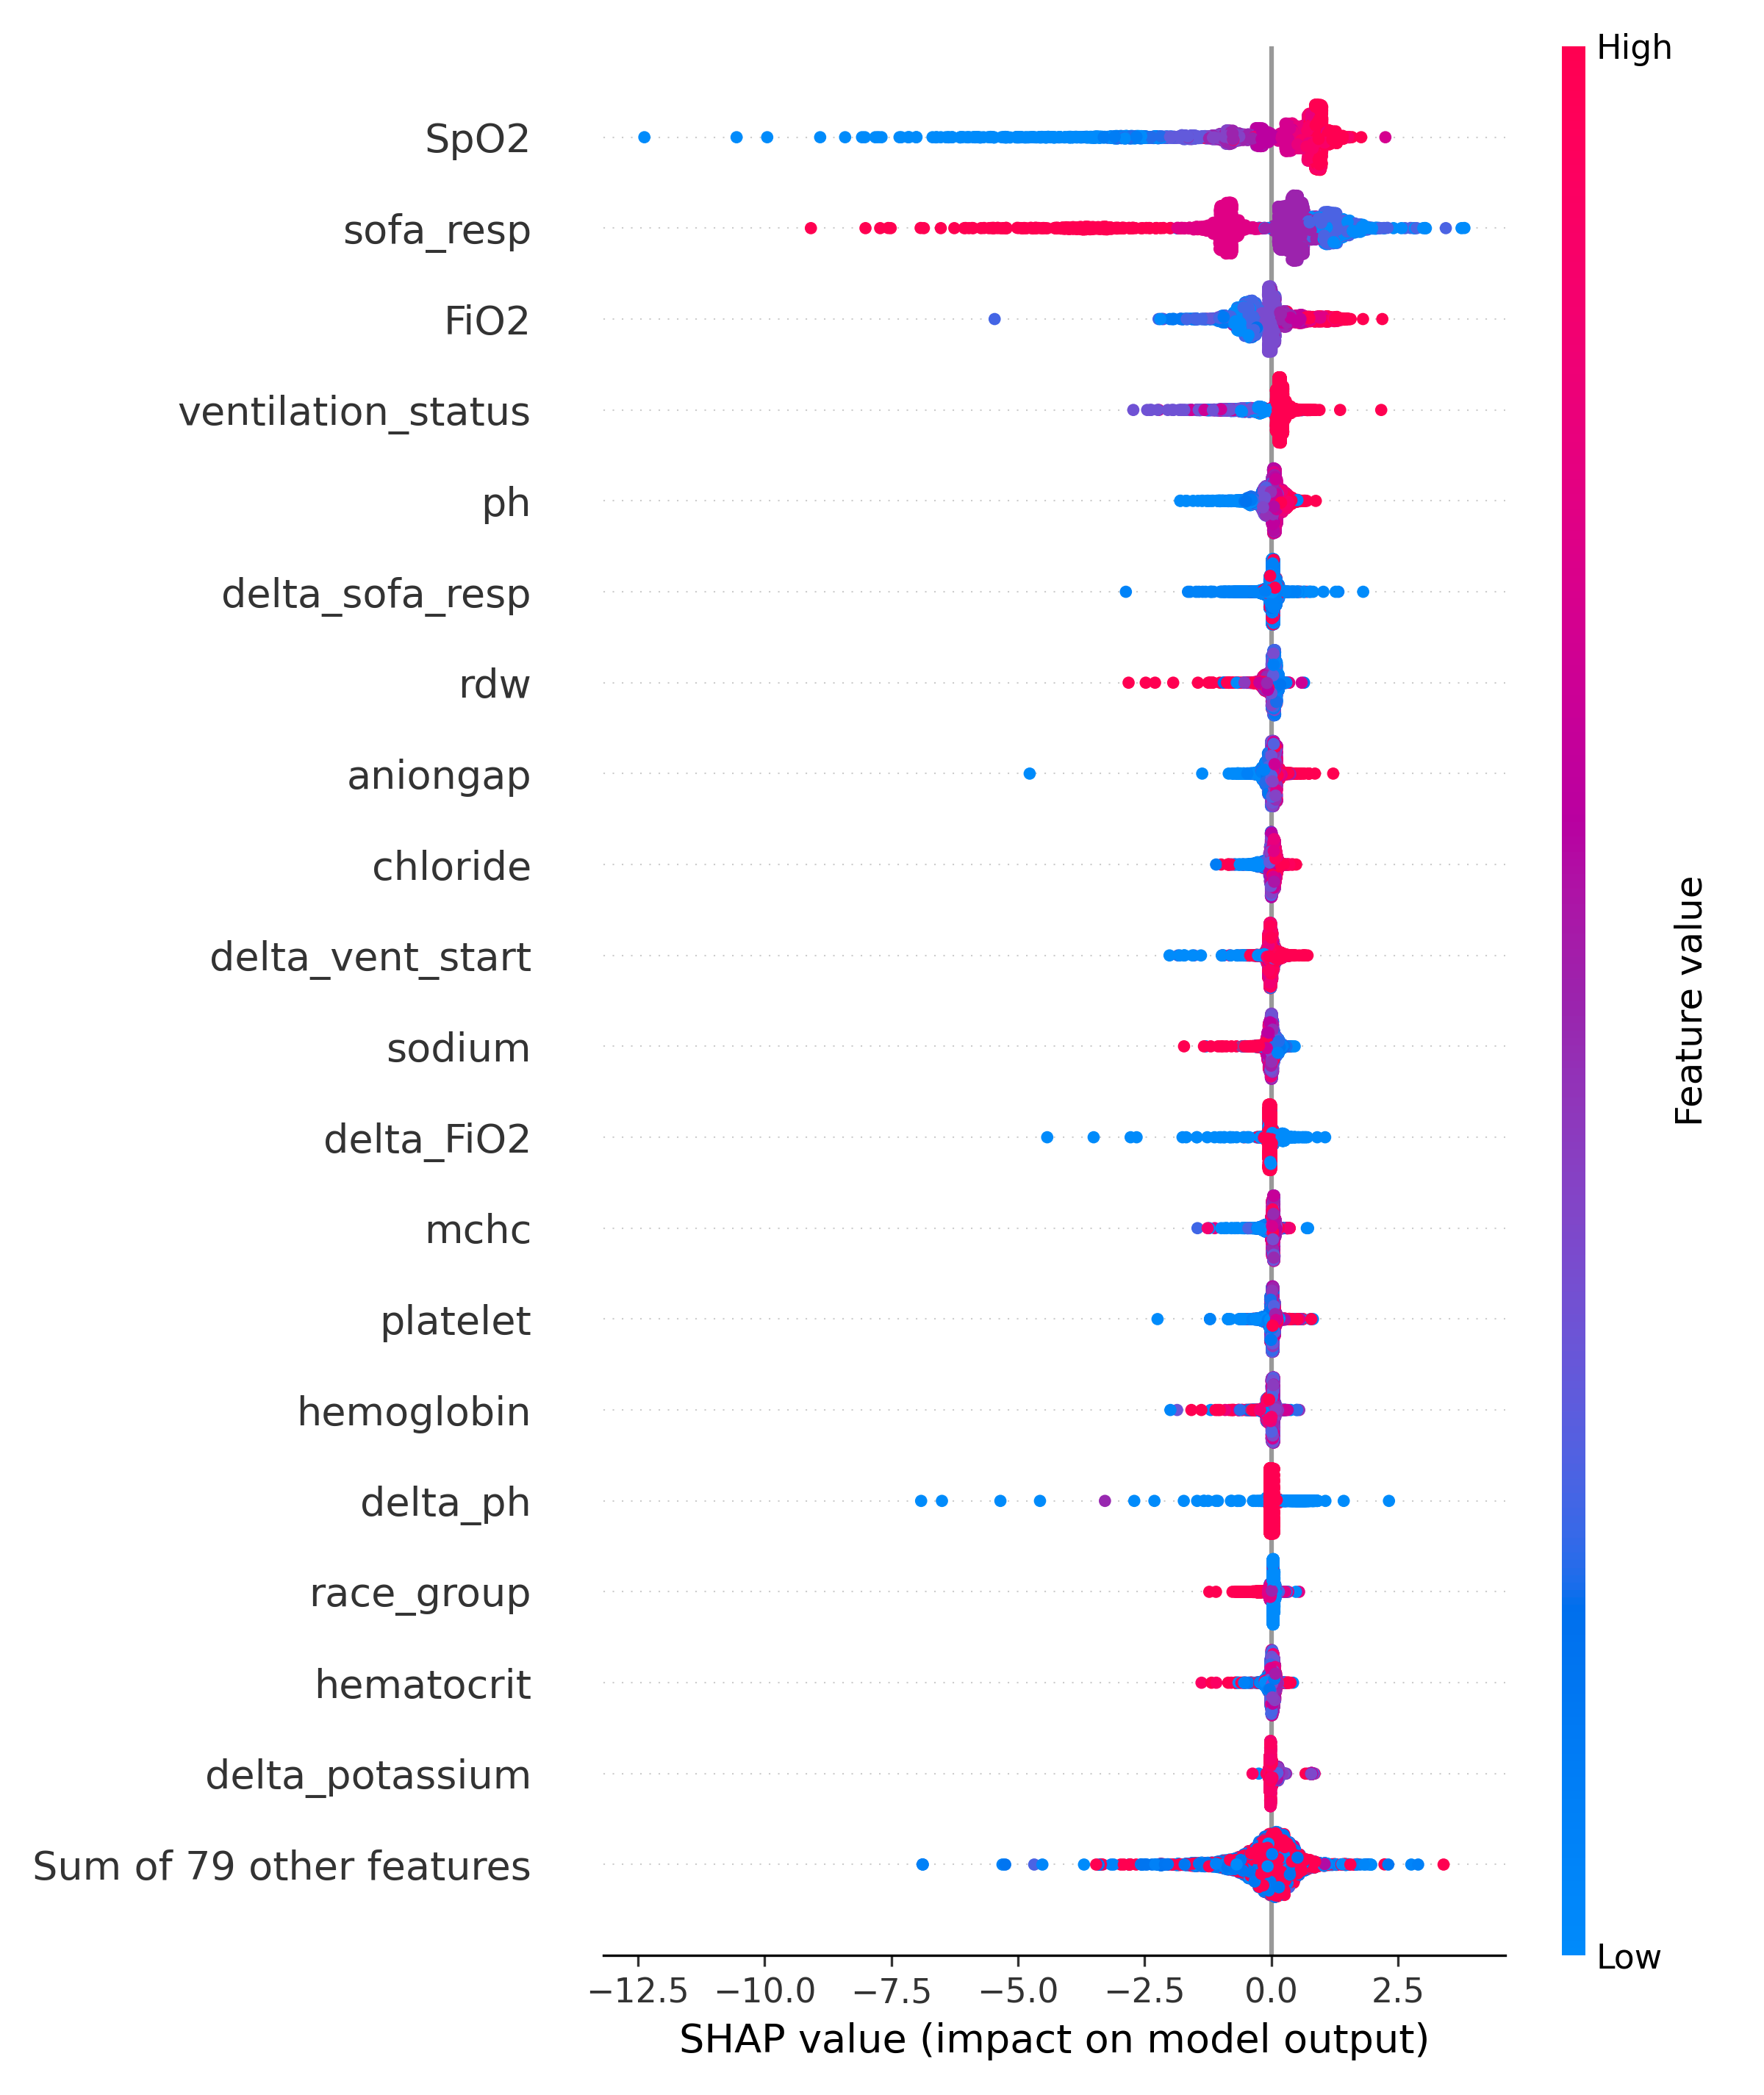 High
SpO2
sofa_resp
FiO2
ventilation_status
ph
delta_sofa_resp
rdw
aniongap
chloride
delta_vent_start
sodium
delta_FiO2
mchc
platelet
hemoglobin
delta_ph
race_group
hematocrit
delta_potassium
Sum of 79 other features
Feature value
Low
−12.5 −10.0 −7.5 −5.0 −2.5 0.0 2.5
SHAP value (impact on model output)